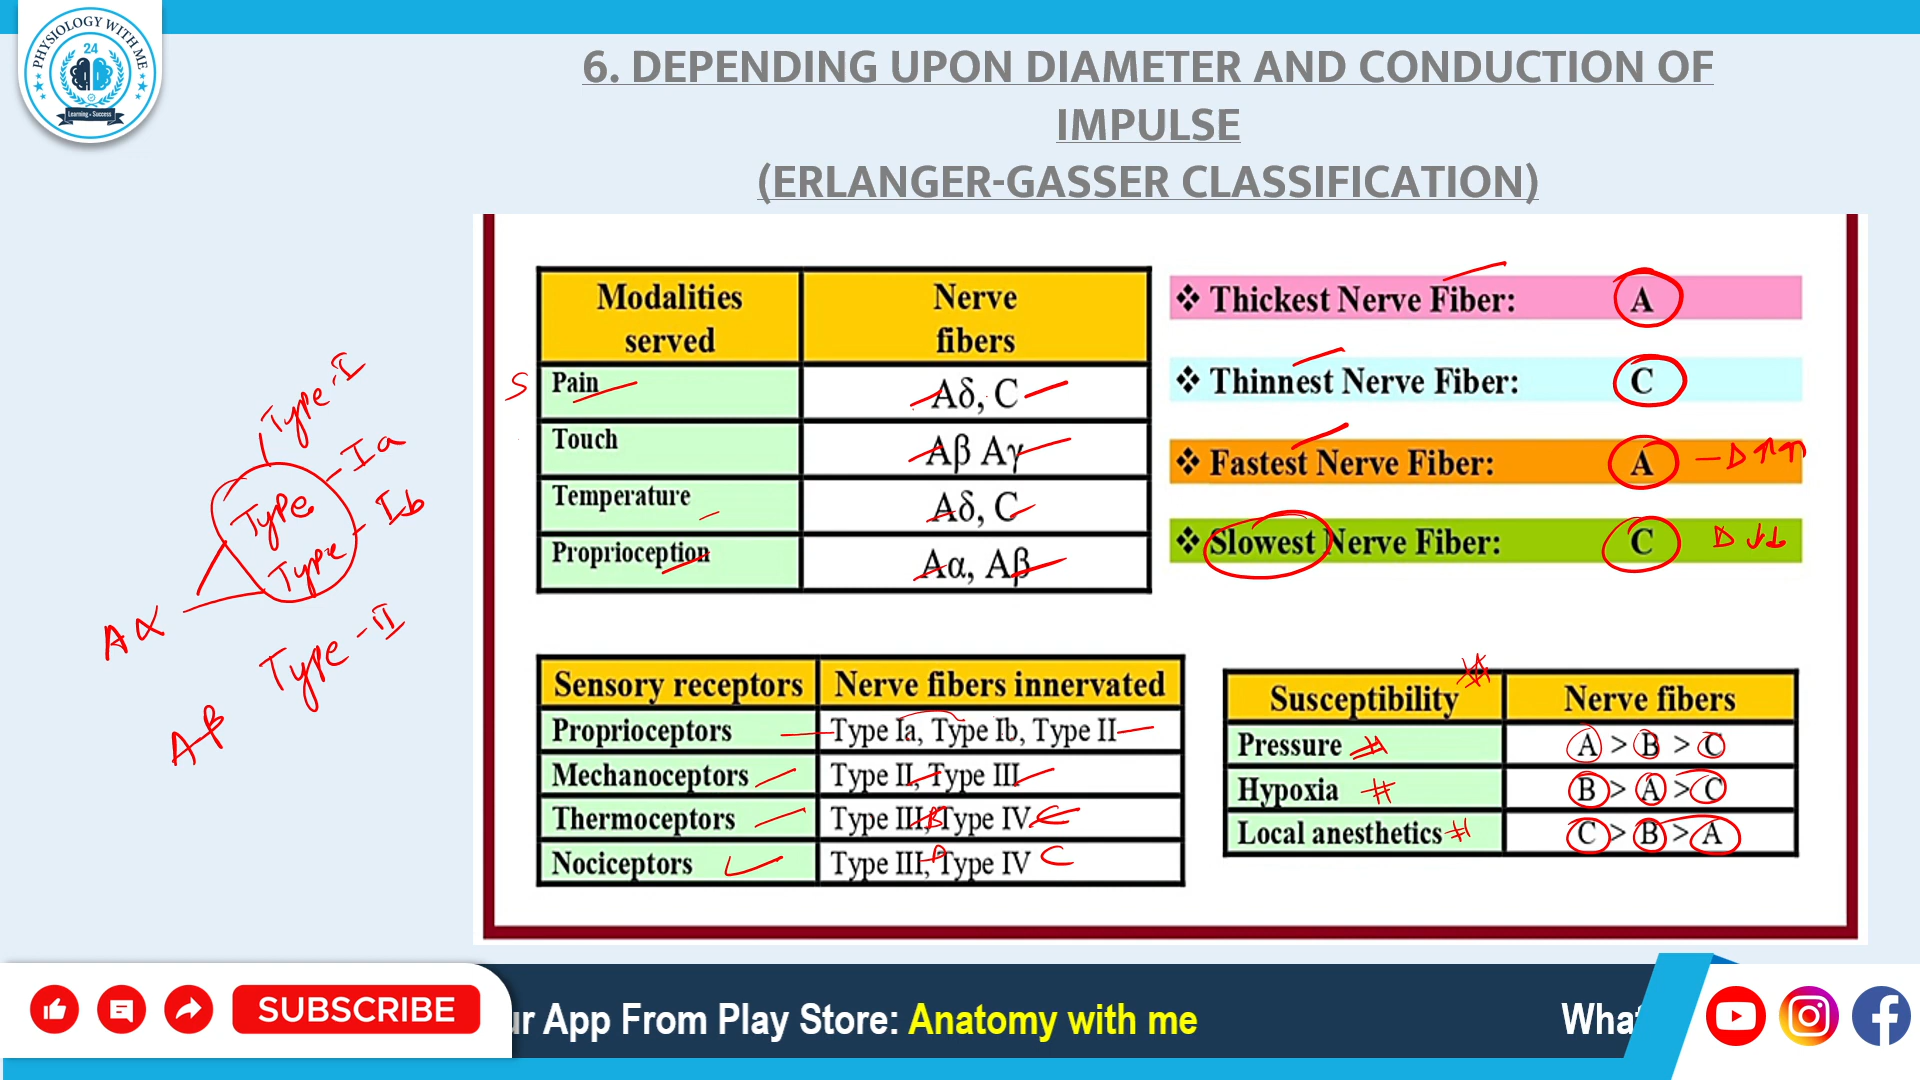 PHYSIOLOGY WITH ME
24
Learning • Success
6. DEPENDING UPON DIAMETER AND CONDUCTION OF
IMPULSE
(ERLANGER-GASSER CLASSIFICATION)
Modalities served Nerve fibers
S Pain Aδ, C
Touch Aβ Aγ
Temperature Aδ, C
Proprioception Aα, Aβ
❖ Thickest Nerve Fiber: A
❖ Thinnest Nerve Fiber: C
❖ Fastest Nerve Fiber: A – D ↑↑
❖ Slowest Nerve Fiber: C D ↓↓
Type-I
Ia
Ib
Type
Type
Aα
Type-II
Aβ
Sensory receptors Nerve fibers innervated
Proprioceptors Type Ia, Type Ib, Type II
Mechanoceptors Type II, Type III
Thermoceptors Type III, Type IV C
Nociceptors Type III, Type IV C
Susceptibility Nerve fibers
Pressure A > B > C
Hypoxia B > A > C
Local anesthetics C > B > A
SUBSCRIBE
ur App From Play Store: Anatomy with me
What